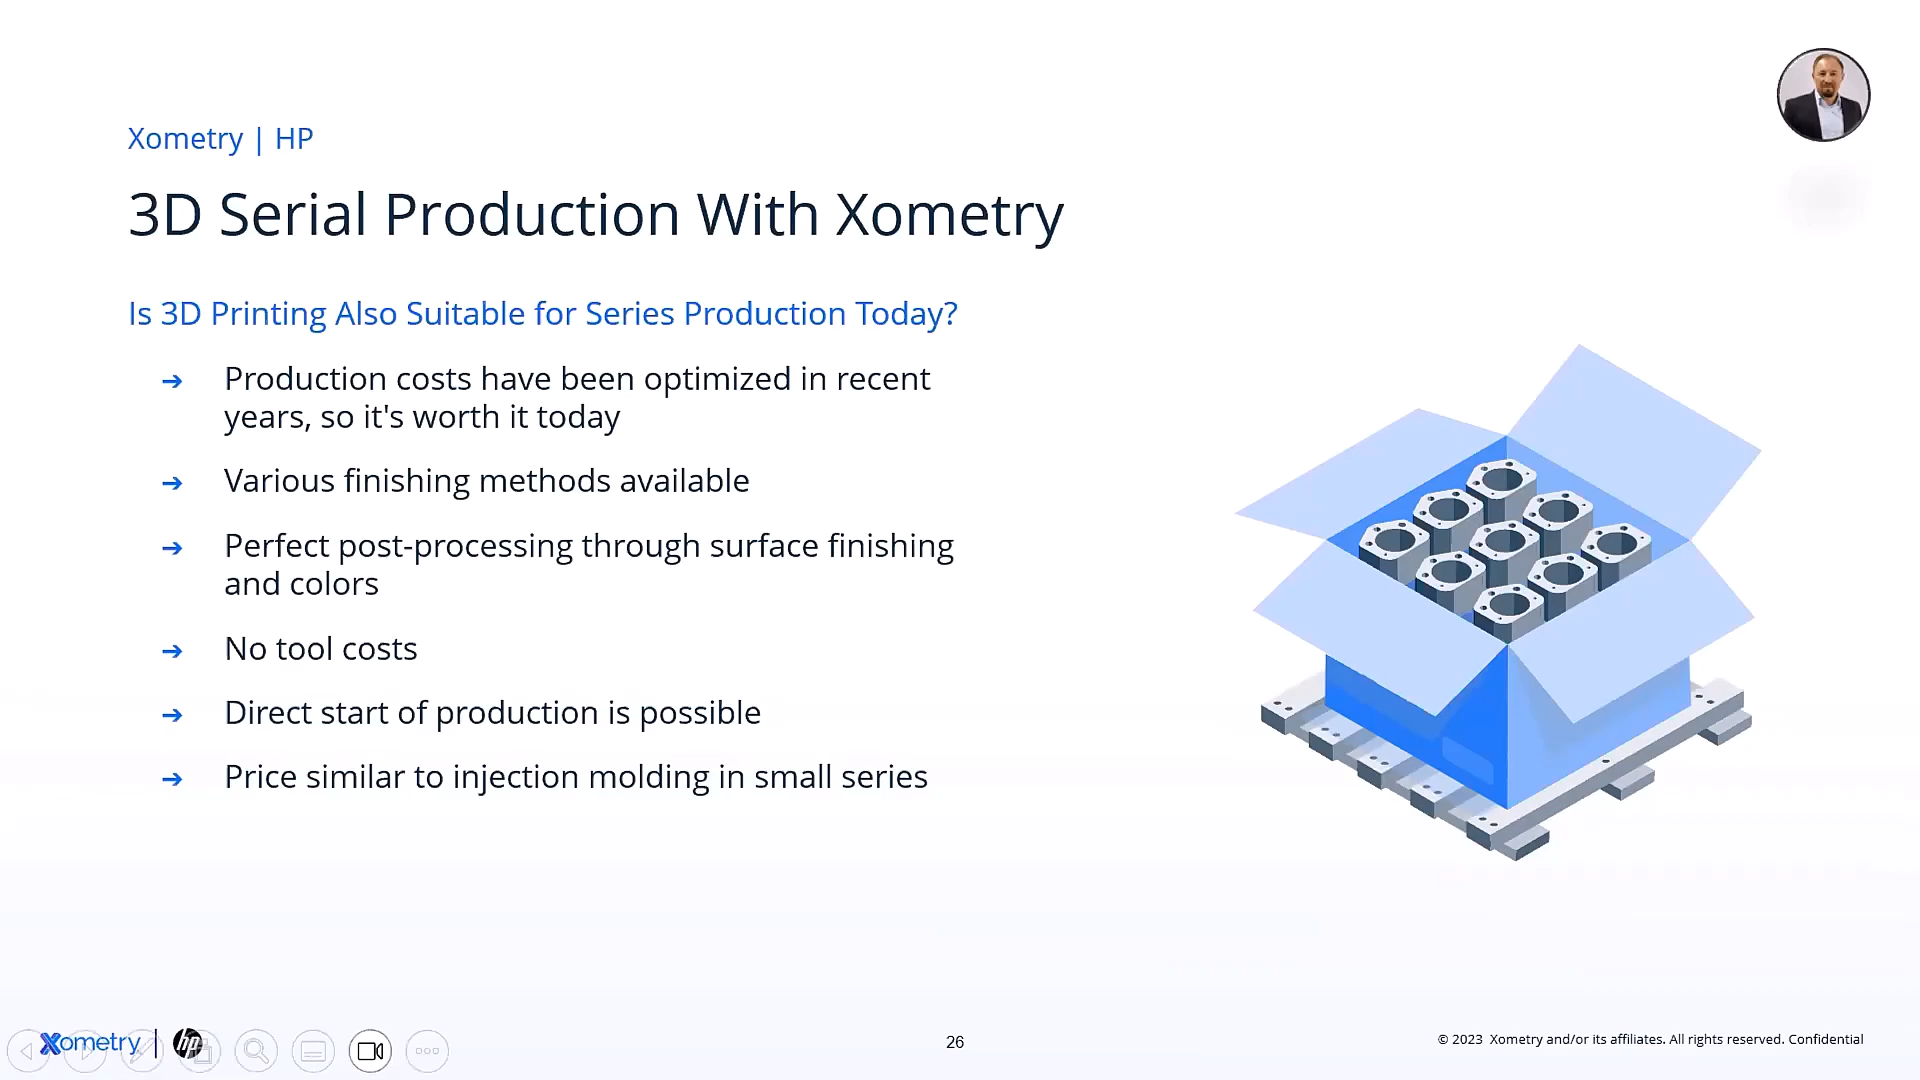 Xometry | HP
3D Serial Production With Xometry
Is 3D Printing Also Suitable for Series Production Today?
➔ Production costs have been optimized in recent
years, so it's worth it today
➔ Various finishing methods available
➔ Perfect post-processing through surface finishing
and colors
➔ No tool costs
➔ Direct start of production is possible
➔ Price similar to injection molding in small series
Xometry | hp
26
© 2023 Xometry and/or its affiliates. All rights reserved. Confidential